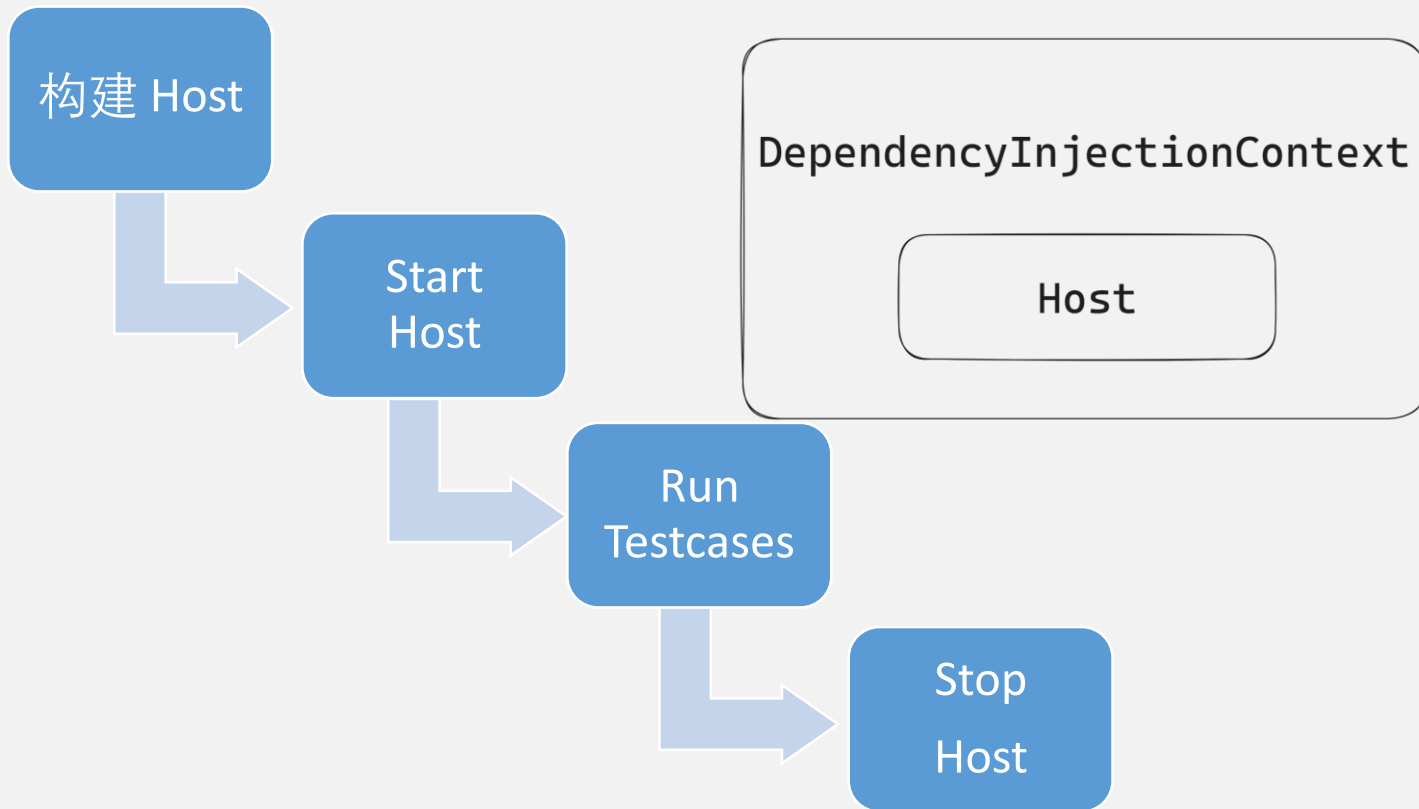 构建 Host
DependencyInjectionContext
Host
Start
Host
Run
Testcases
Stop
Host